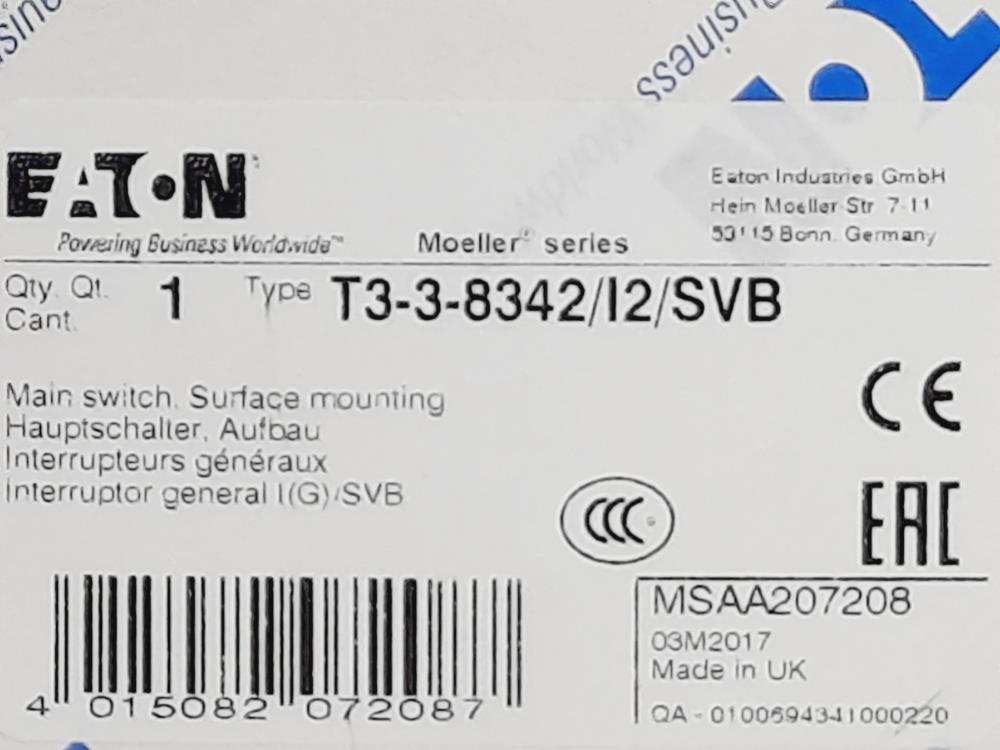 Business
EATON
Powering Business Worldwide™
Moeller® series
Eaton Industries GmbH
Hein Moeller Str 7-11
53115 Bonn. Germany
Qty. Qt. Cant. 1 Type T3-3-8342/I2/SVB
Main switch. Surface mounting
Hauptschalter, Aufbau
Interrupteurs généraux
Interruptor general I(G)/SVB
CE
CCC
EAC
MSAA207208
03M2017
Made in UK
QA - 0100694341000220
4 015082 072087